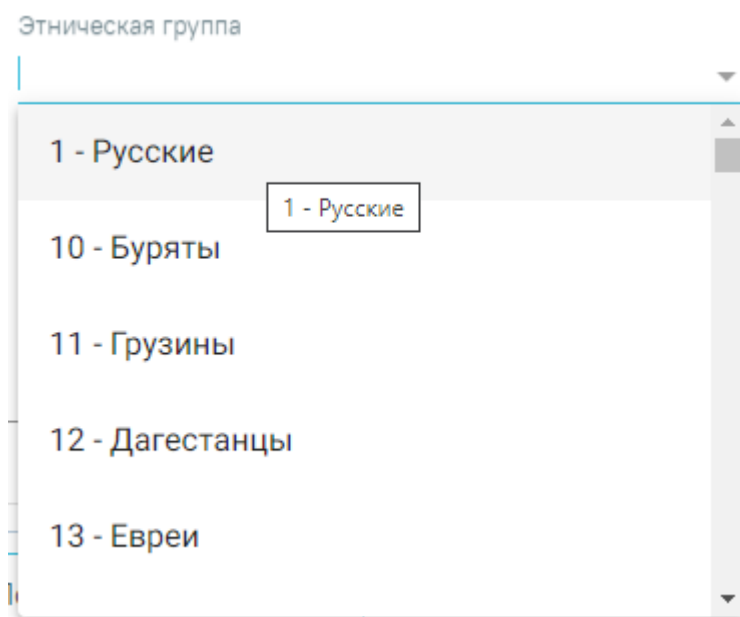 Этническая группа
1 - Русские
1 - Русские
10 - Буряты
11 - Грузины
12 - Дагестанцы
13 - Евреи